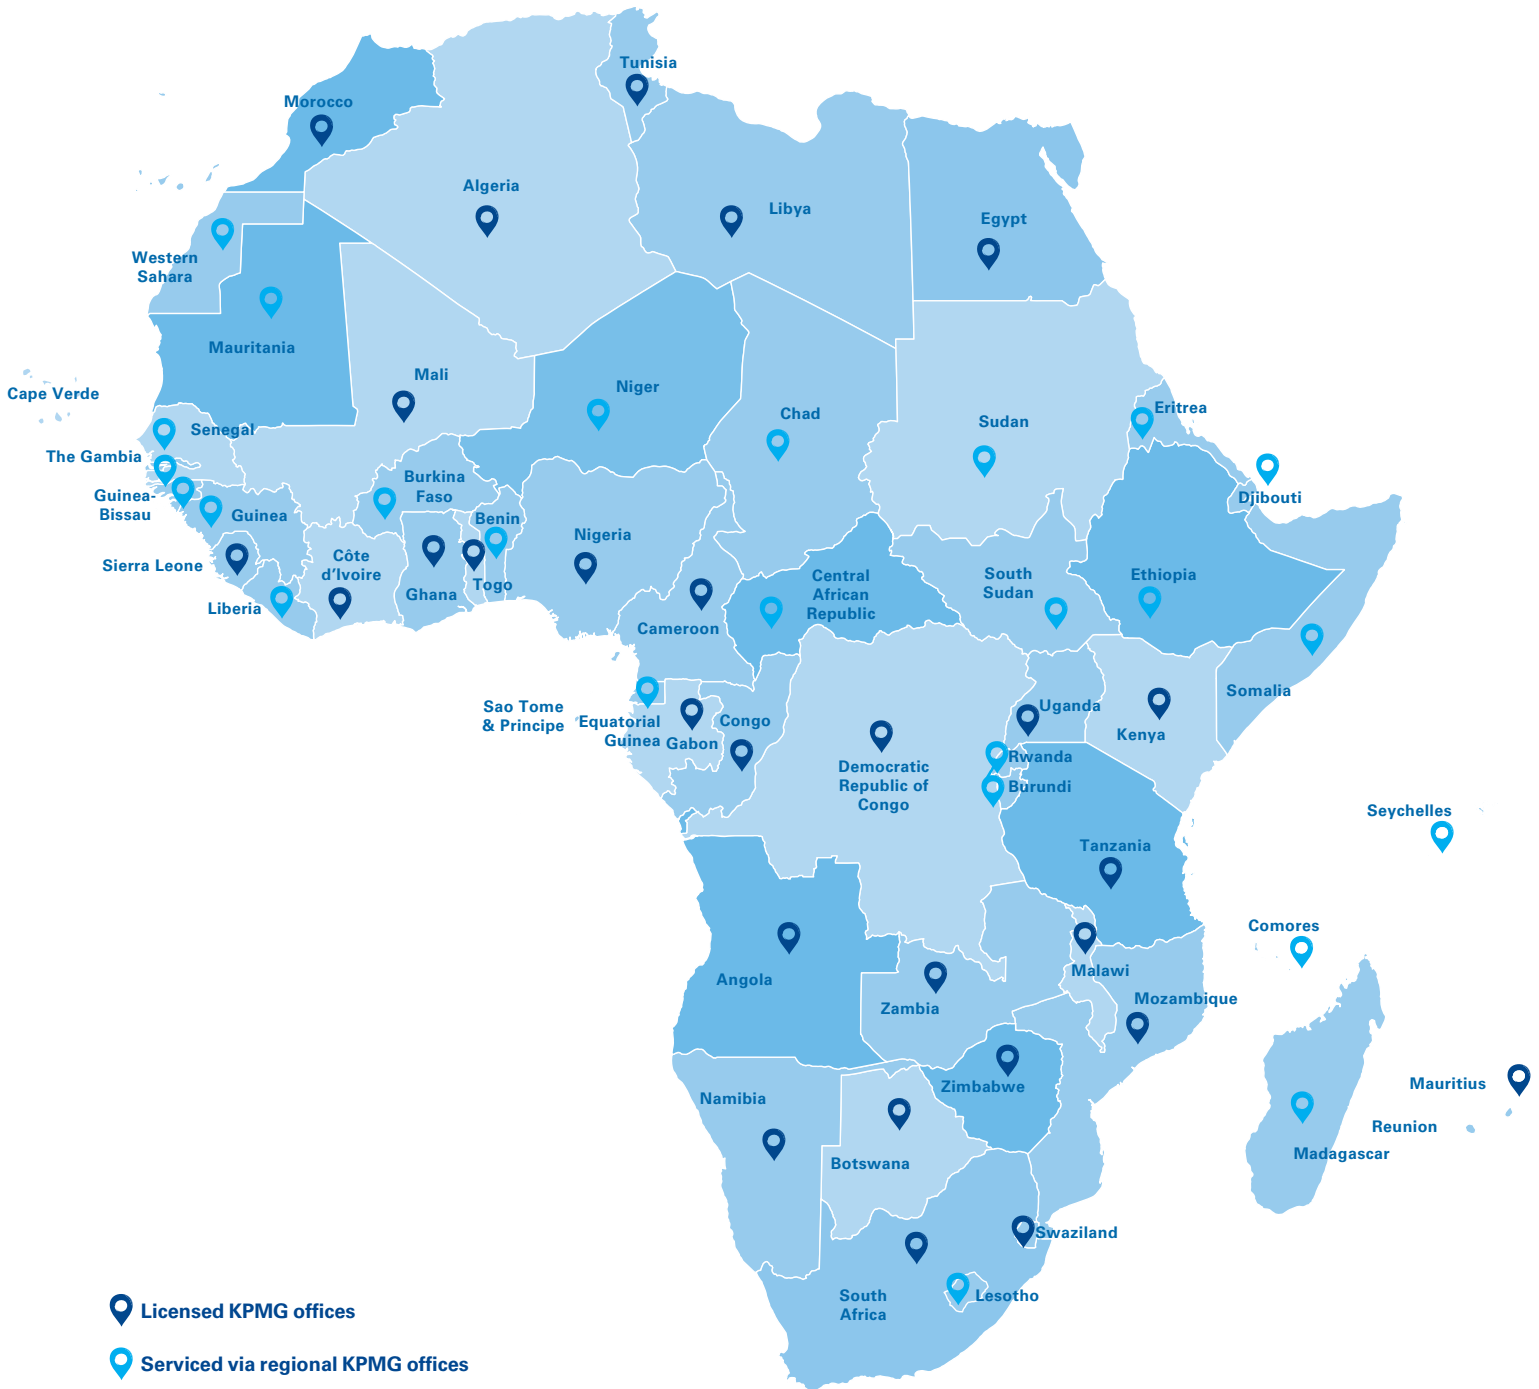 Tunisia
Morocco
Algeria
Libya
Egypt
Western
Sahara
Mauritania
Mali
Niger
Cape Verde
Chad
Eritrea
Sudan
Senegal
The Gambia
Burkina
Faso
Guinea-
Bissau
Djibouti
Guinea
Benin
Nigeria
Sierra Leone
Côte
d'Ivoire
Togo
Ghana
Central
African
Republic
South
Sudan
Ethiopia
Liberia
Cameroon
Somalia
Sao Tome
& Principe
Equatorial
Guinea
Gabon
Congo
Uganda
Kenya
Rwanda
Democratic
Republic of
Congo
Burundi
Seychelles
Tanzania
Comores
Angola
Malawi
Zambia
Mozambique
Zimbabwe
Mauritius
Namibia
Reunion
Madagascar
Botswana
Swaziland
South
Africa
Lesotho
Licensed KPMG offices
Serviced via regional KPMG offices